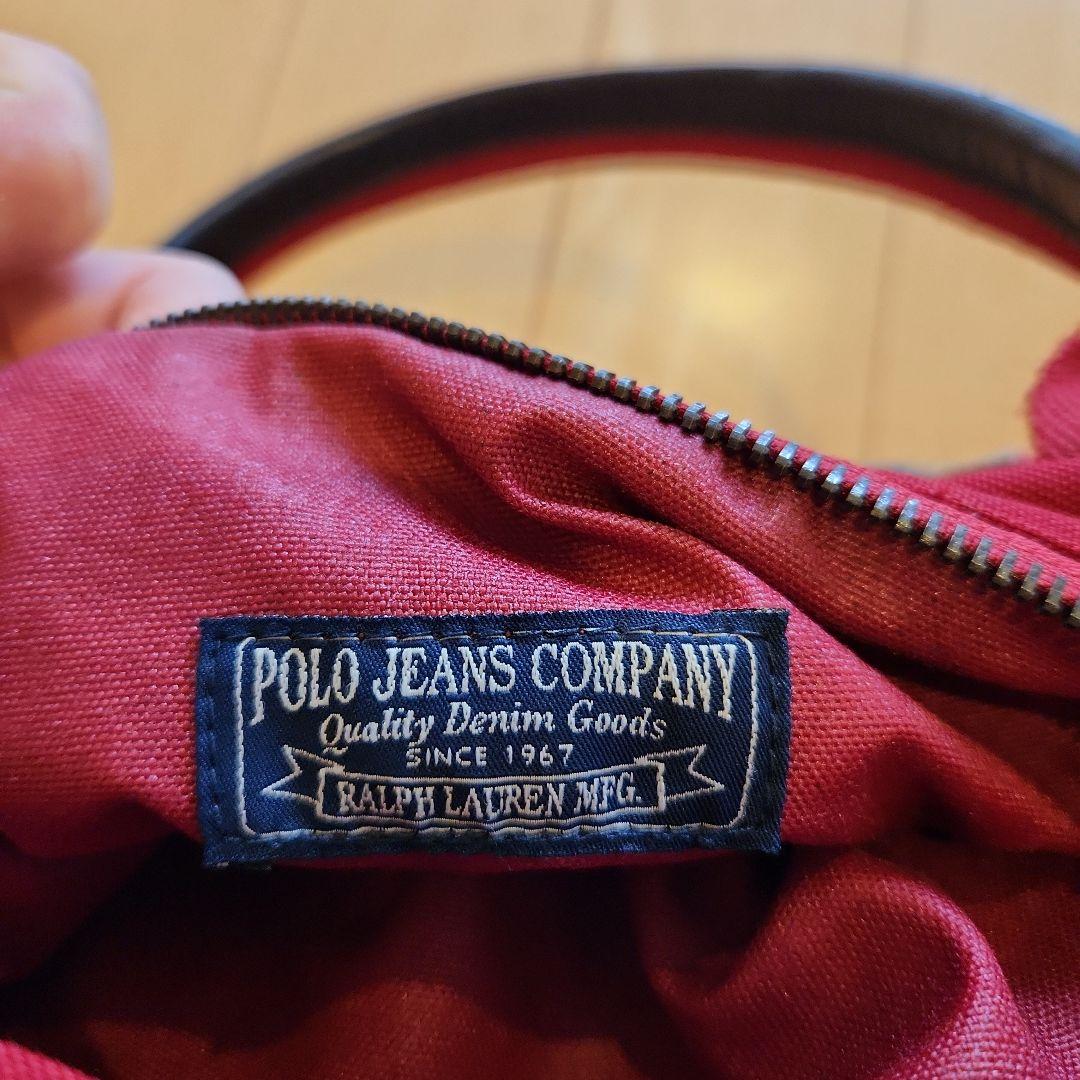 POLO JEANS COMPANY
Quality Denim Goods
SINCE 1967
RALPH LAUREN MFG.